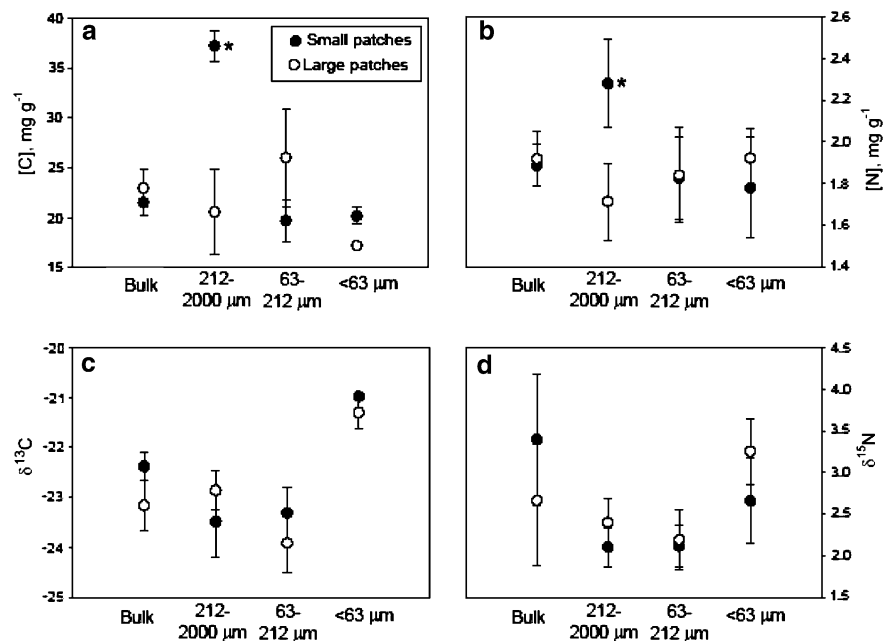 a
40
35
30
25
20
15
[C], mg g-1
*
Small patches
Large patches
Bulk
212-
2000 µm
63-
212 µm
<63 µm
b
2.6
2.4
2.2
2.0
1.8
1.6
1.4
[N], mg g-1
*
Bulk
212-
2000 µm
63-
212 µm
<63 µm
c
-20
-21
-22
-23
-24
-25
δ13C
Bulk
212-
2000 µm
63-
212 µm
<63 µm
d
4.5
4.0
3.5
3.0
2.5
2.0
1.5
δ15N
Bulk
212-
2000 µm
63-
212 µm
<63 µm